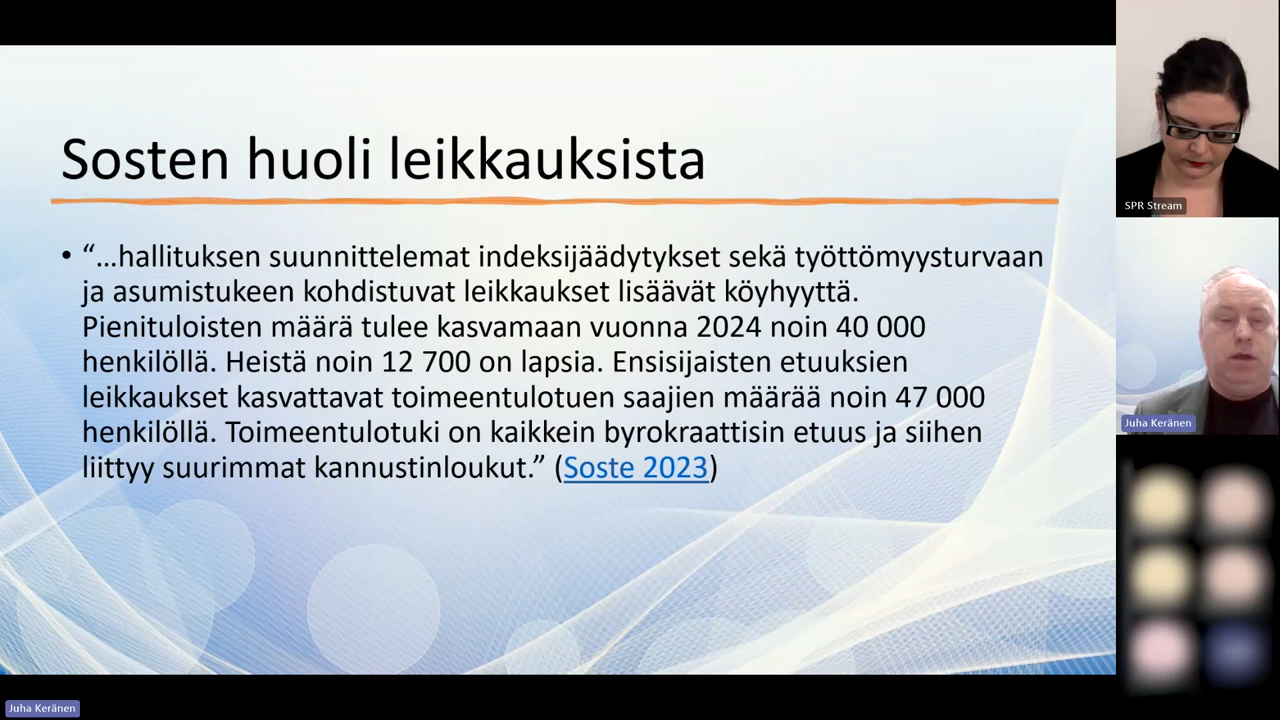 Sosten huoli leikkauksista
• “…hallituksen suunnittelemat indeksijäädytykset sekä työttömyysturvaan
ja asumistukeen kohdistuvat leikkaukset lisäävät köyhyyttä.
Pienituloisten määrä tulee kasvamaan vuonna 2024 noin 40 000
henkilöllä. Heistä noin 12 700 on lapsia. Ensisijaisten etuuksien
leikkaukset kasvattavat toimeentulotuen saajien määrää noin 47 000
henkilöllä. Toimeentulotuki on kaikkein byrokraattisin etuus ja siihen
liittyy suurimmat kannustinloukut.” (Soste 2023)
SPR Stream
Juha Keränen
Juha Keränen